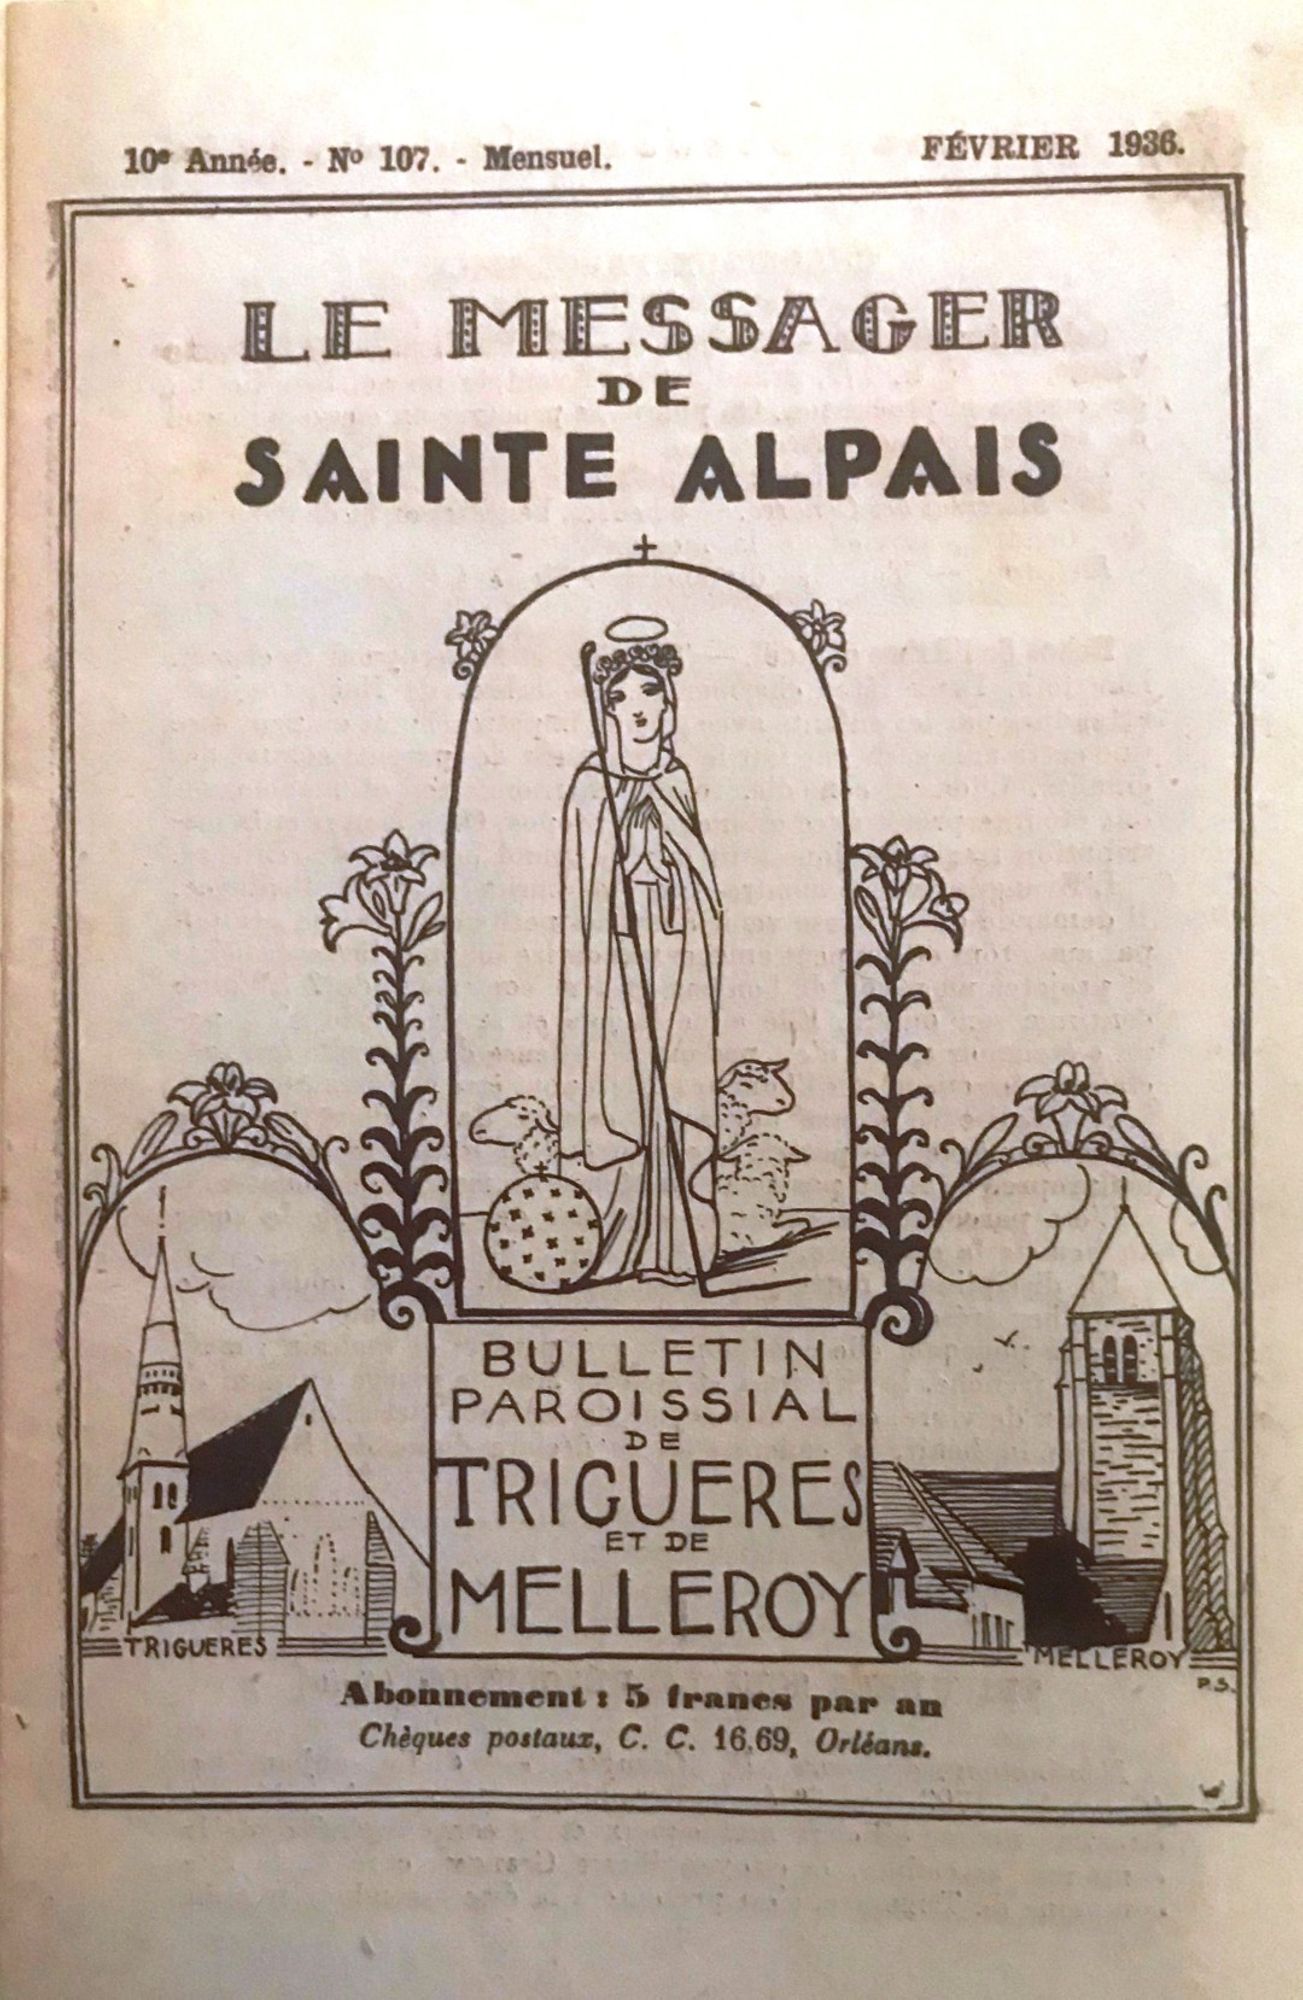 10e Année. - No 107. - Mensuel.
FÉVRIER 1936.
LE MESSAGER
DE
SAINTE ALPAIS
BULLETIN
PAROISSIAL
DE
TRIGUERES
ET DE
MELLEROY
TRIGUERES
MELLEROY
P.S.
Abonnement : 5 francs par an
Chèques postaux, C. C. 16.69, Orléans.